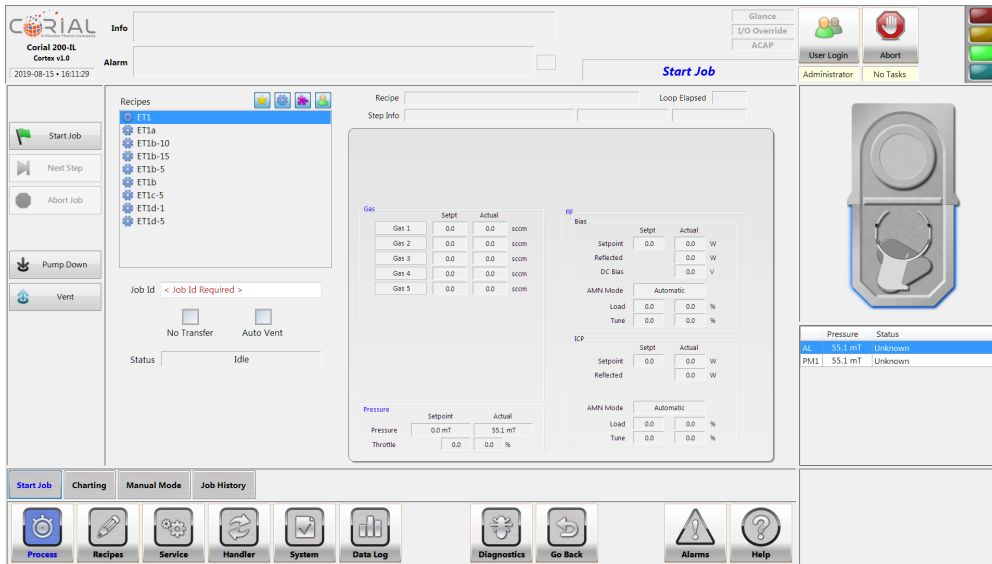 CORIAL
A Plasma-Therm Company
Corial 200-IL
Cortex v1.0
2019-08-15 • 16:11:29
Info
Alarm
Glance
I/O Override
ACAP
Start Job
User Login
Abort
Administrator
No Tasks
Start Job
Next Step
Abort Job
Pump Down
Vent
Recipes
ET1
ET1a
ET1b-10
ET1b-15
ET1b-5
ET1b
ET1c-5
ET1d-1
ET1d-5
Job Id < Job Id Required >
No Transfer Auto Vent
Status Idle
Recipe Loop Elapsed
Step Info
Gas
Setpt Actual
Gas 1 0.0 0.0 sccm
Gas 2 0.0 0.0 sccm
Gas 3 0.0 0.0 sccm
Gas 4 0.0 0.0 sccm
Gas 5 0.0 0.0 sccm
Pressure
Setpoint Actual
Pressure 0.0 mT 55.1 mT
Throttle 0.0 0.0 %
RF
Bias
Setpt Actual
Setpoint 0.0 0.0 W
Reflected 0.0 W
DC Bias 0.0 V
AMN Mode Automatic
Load 0.0 0.0 %
Tune 0.0 0.0 %
ICP
Setpt Actual
Setpoint 0.0 0.0 W
Reflected 0.0 W
AMN Mode Automatic
Load 0.0 0.0 %
Tune 0.0 0.0 %
Pressure Status
AL 55.1 mT Unknown
PM1 55.1 mT Unknown
Start Job Charting Manual Mode Job History
Process Recipes Service Handler System Data Log Diagnostics Go Back Alarms Help